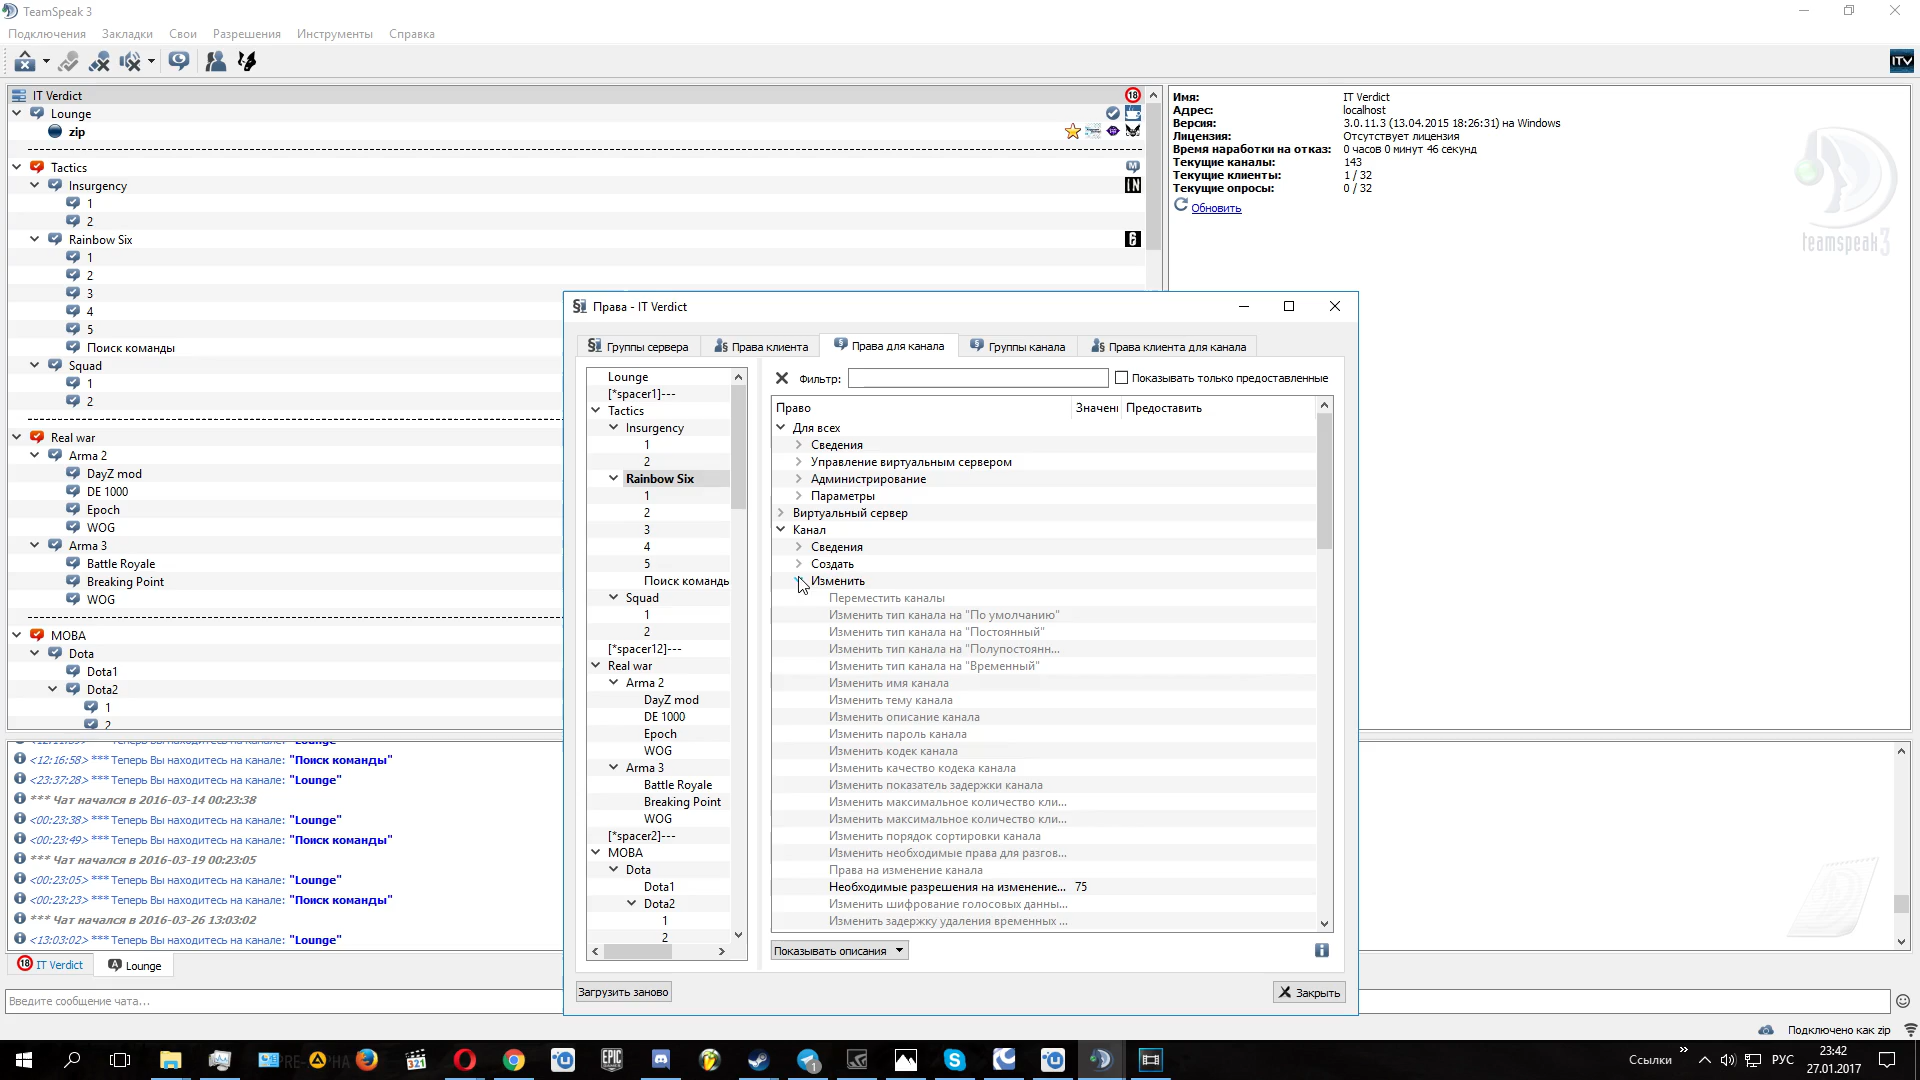 TeamSpeak 3
Подключения Закладки Свои Разрешения Инструменты Справка
ITV
IT Verdict
18
Lounge
zip
Tactics
M
Insurgency
IN
1
2
Rainbow Six
6
1
2
3
4
5
Поиск команды
Squad
1
2
Real war
Arma 2
DayZ mod
DE 1000
Epoch
WOG
Arma 3
Battle Royale
Breaking Point
WOG
MOBA
Dota
Dota1
Dota2
1
2
Имя: IT Verdict
Адрес: localhost
Версия: 3.0.11.3 (13.04.2015 18:26:31) на Windows
Лицензия: Отсутствует лицензия
Время наработки на отказ: 0 часов 0 минут 46 секунд
Текущие каналы: 143
Текущие клиенты: 1 / 32
Текущие опросы: 0 / 32
Обновить
teamspeak3
Права - IT Verdict
Группы сервера Права клиента Права для канала Группы канала Права клиента для канала
Lounge
[*spacer1]---
Tactics
Insurgency
1
2
Rainbow Six
1
2
3
4
5
Поиск команды
Squad
1
2
[*spacer12]---
Real war
Arma 2
DayZ mod
DE 1000
Epoch
WOG
Arma 3
Battle Royale
Breaking Point
WOG
[*spacer2]---
MOBA
Dota
Dota1
Dota2
1
2
Фильтр: Показывать только предоставленные
Право Значени Предоставить
Для всех
Сведения
Управление виртуальным сервером
Администрирование
Параметры
Виртуальный сервер
Канал
Сведения
Создать
Изменить
Переместить каналы
Изменить тип канала на "По умолчанию"
Изменить тип канала на "Постоянный"
Изменить тип канала на "Полупостоянн...
Изменить тип канала на "Временный"
Изменить имя канала
Изменить тему канала
Изменить описание канала
Изменить пароль канала
Изменить кодек канала
Изменить качество кодека канала
Изменить показатель задержки канала
Изменить максимальное количество кли...
Изменить максимальное количество кли...
Изменить порядок сортировки канала
Изменить необходимые права для разгов...
Права на изменение канала
Необходимые разрешения на изменение... 75
Изменить шифрование голосовых данны...
Изменить задержку удаления временных ...
Показывать описания
Загрузить заново
Закрыть
*** Теперь Вы находитесь на канале: "Lounge"
<12:16:58> *** Теперь Вы находитесь на канале: "Поиск команды"
<23:37:28> *** Теперь Вы находитесь на канале: "Lounge"
*** Чат начался в 2016-03-14 00:23:38
<00:23:38> *** Теперь Вы находитесь на канале: "Lounge"
<00:23:49> *** Теперь Вы находитесь на канале: "Поиск команды"
*** Чат начался в 2016-03-19 00:23:05
<00:23:05> *** Теперь Вы находитесь на канале: "Lounge"
<00:23:23> *** Теперь Вы находитесь на канале: "Поиск команды"
*** Чат начался в 2016-03-26 13:03:02
<13:03:02> *** Теперь Вы находитесь на канале: "Lounge"
18 IT Verdict Lounge
Введите сообщение чата...
Подключено как zip
PRE-ALPHA
321
EPIC GAMES
1
Ссылки
РУС
23:42
27.01.2017